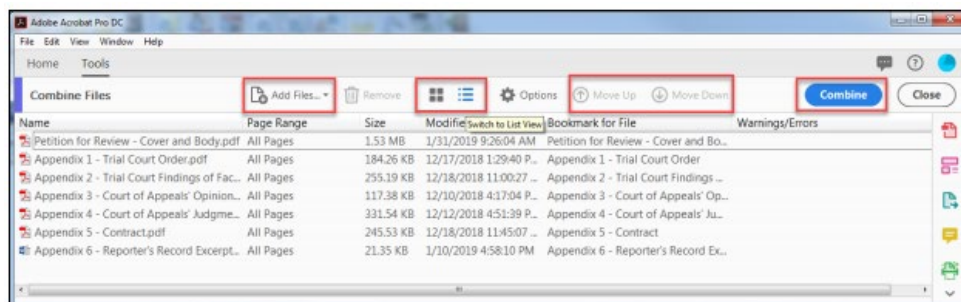 Adobe Acrobat Pro DC
File Edit View Window Help
Home Tools
Combine Files Add Files... Remove Options Move Up Move Down Combine Close
Name Page Range Size Modifie Switch to List View Bookmark for File Warnings/Errors
Petition for Review - Cover and Body.pdf All Pages 1.53 MB 1/31/2019 9:26:04 AM Petition for Review - Cover and Bo...
Appendix 1 - Trial Court Order.pdf All Pages 184.26 KB 12/17/2018 1:29:40 P... Appendix 1 - Trial Court Order
Appendix 2 - Trial Court Findings of Fac... All Pages 255.19 KB 12/18/2018 11:00:27 ... Appendix 2 - Trial Court Findings ...
Appendix 3 - Court of Appeals' Opinion... All Pages 117.38 KB 12/10/2018 4:17:04 P... Appendix 3 - Court of Appeals' Op...
Appendix 4 - Court of Appeals' Judgme... All Pages 331.54 KB 12/12/2018 4:51:39 P... Appendix 4 - Court of Appeals' Ju...
Appendix 5 - Contract.pdf All Pages 245.53 KB 12/18/2018 11:45:07 ... Appendix 5 - Contract
Appendix 6 - Reporter's Record Excerpt... All Pages 21.35 KB 1/10/2019 4:58:10 PM Appendix 6 - Reporter's Record Ex...